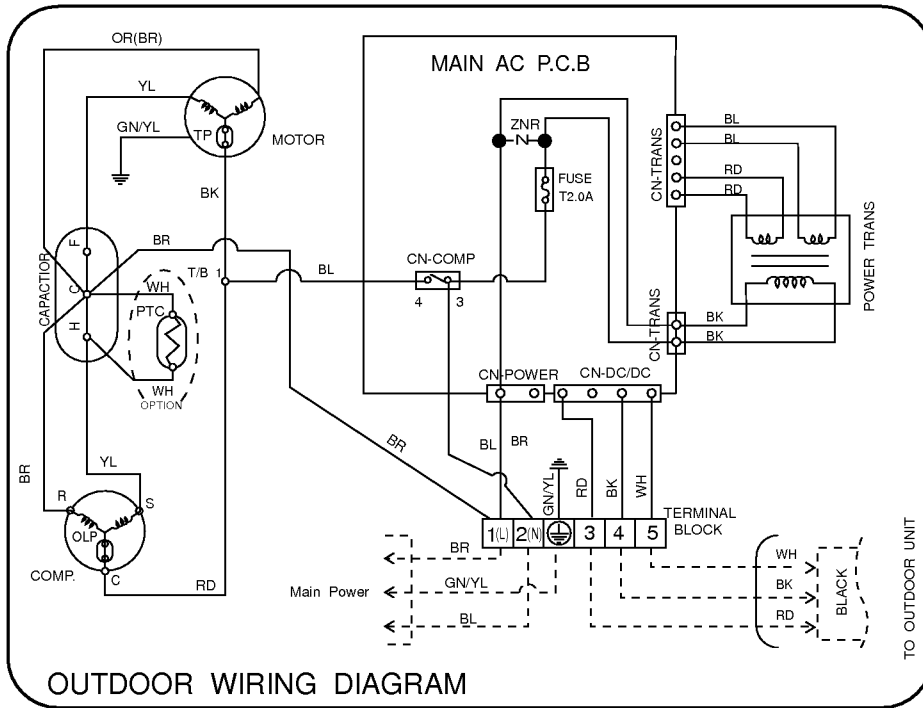 OR(BR)
YL
GN/YL
TP
MOTOR
BK
MAIN AC P.C.B
ZNR
FUSE
T2.0A
CN-TRANS
BL
BL
RD
RD
POWER TRANS
CN-TRANS
BK
BK
CAPACTIOR
F
C
H
BR
T/B 1
BL
CN-COMP
4 3
WH
PTC
WH
OPTION
CN-POWER
CN-DC/DC
BR
BL
BR
GN/YL
RD
BK
WH
BR
YL
R
S
OLP
COMP.
C
RD
1(L) 2(N) 3 4 5
TERMINAL
BLOCK
Main Power
BR
GN/YL
BL
WH
BK
RD
BLACK
TO OUTDOOR UNIT
OUTDOOR WIRING DIAGRAM